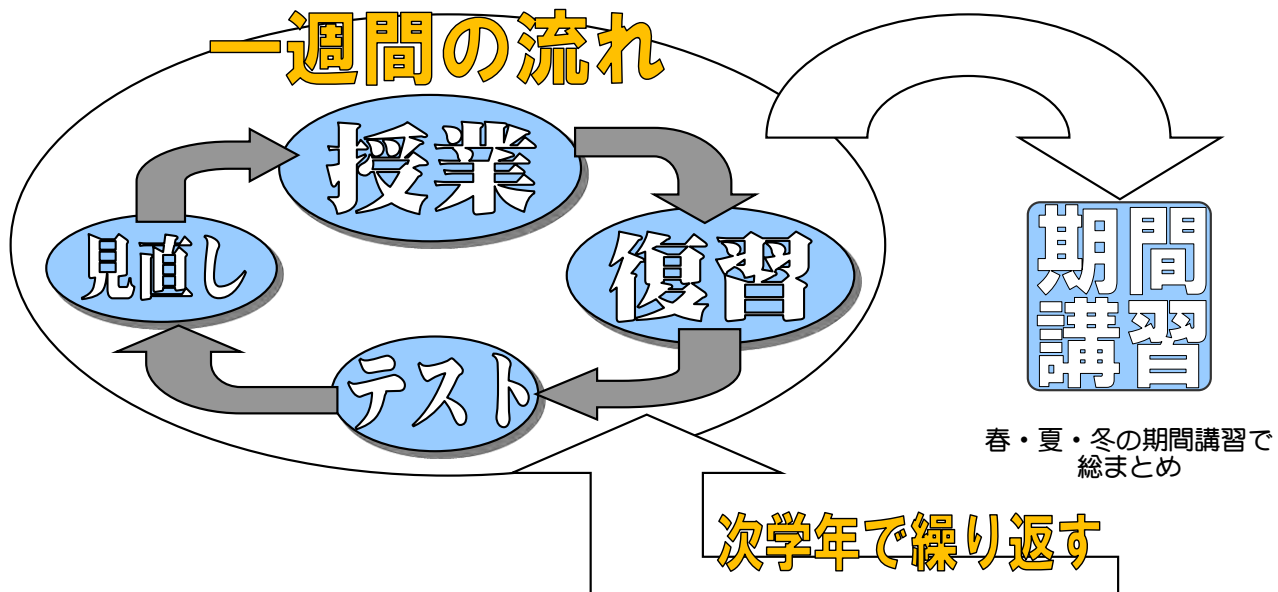 一週間の流れ
授業
復習
テスト
見直し
期間
講習
春・夏・冬の期間講習で
総まとめ
次学年で繰り返す